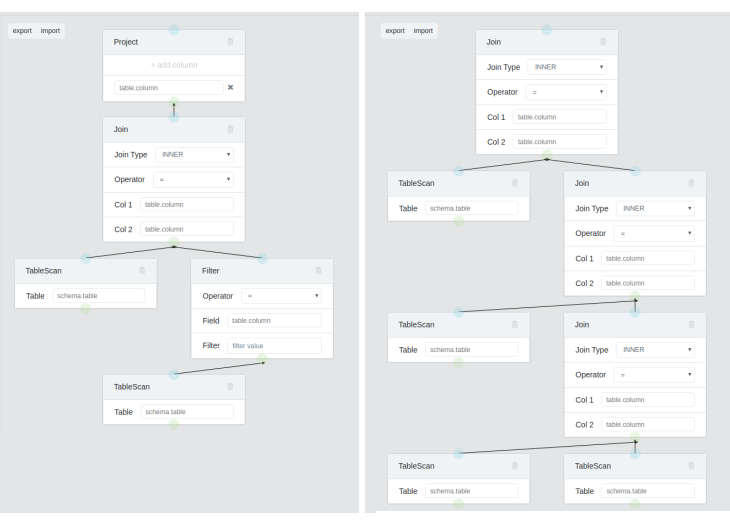 export import
Project
+ add column
table.column ✖
Join
Join Type INNER
Operator =
Col 1 table.column
Col 2 table.column
TableScan
Table schema.table
Filter
Operator =
Field table.column
Filter filter value
TableScan
Table schema.table
export import
Join
Join Type INNER
Operator =
Col 1 table.column
Col 2 table.column
TableScan
Table schema.table
Join
Join Type INNER
Operator =
Col 1 table.column
Col 2 table.column
TableScan
Table schema.table
Join
Join Type INNER
Operator =
Col 1 table.column
Col 2 table.column
TableScan
Table schema.table
TableScan
Table schema.table